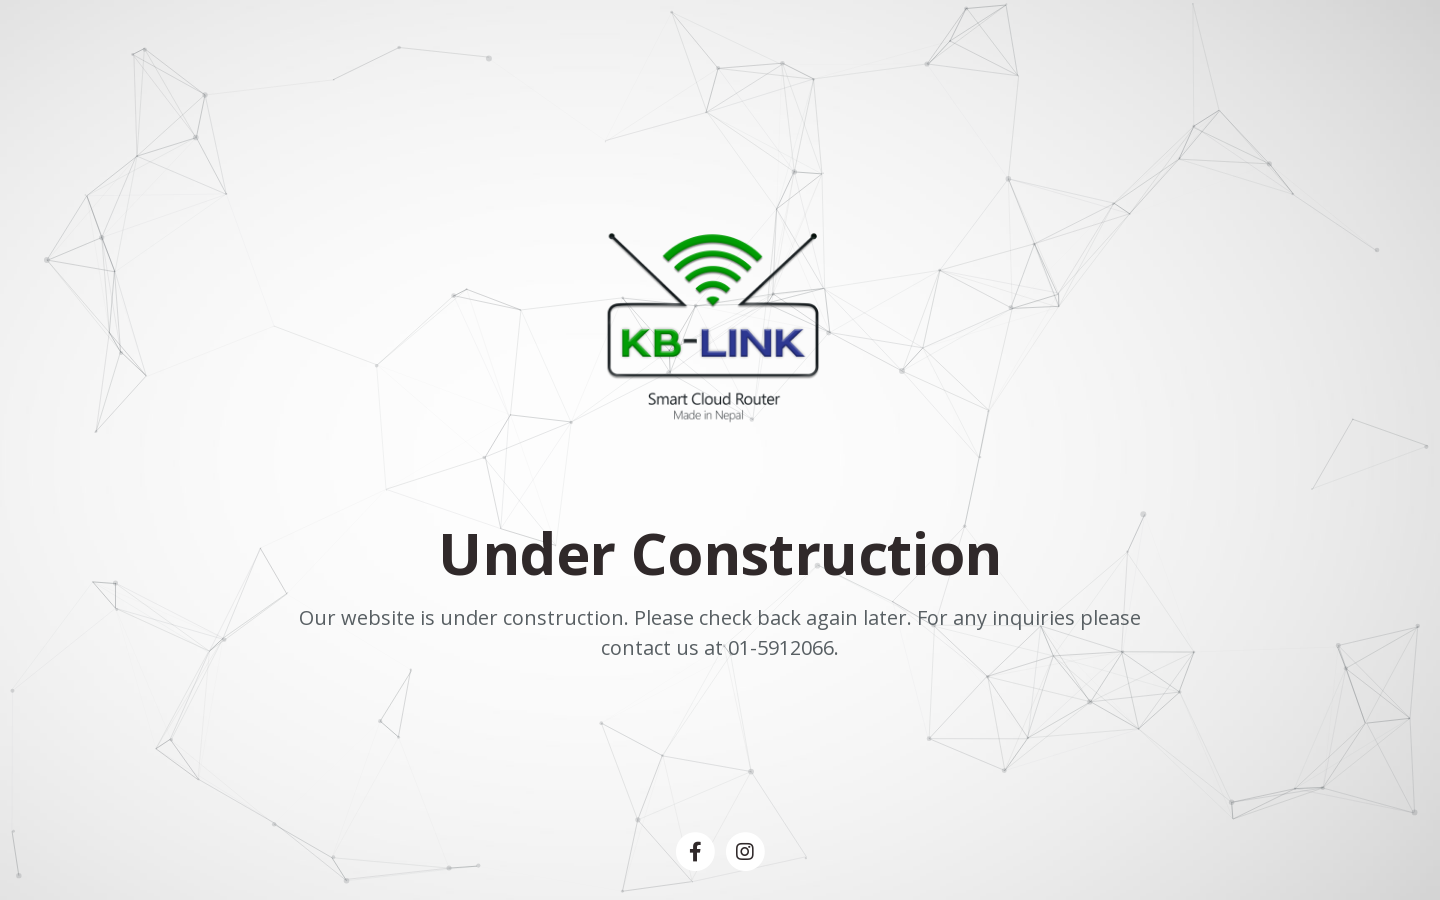 KB-LINK
Smart Cloud Router
Made in Nepal
Under Construction
Our website is under construction. Please check back again later. For any inquiries please
contact us at 01-5912066.